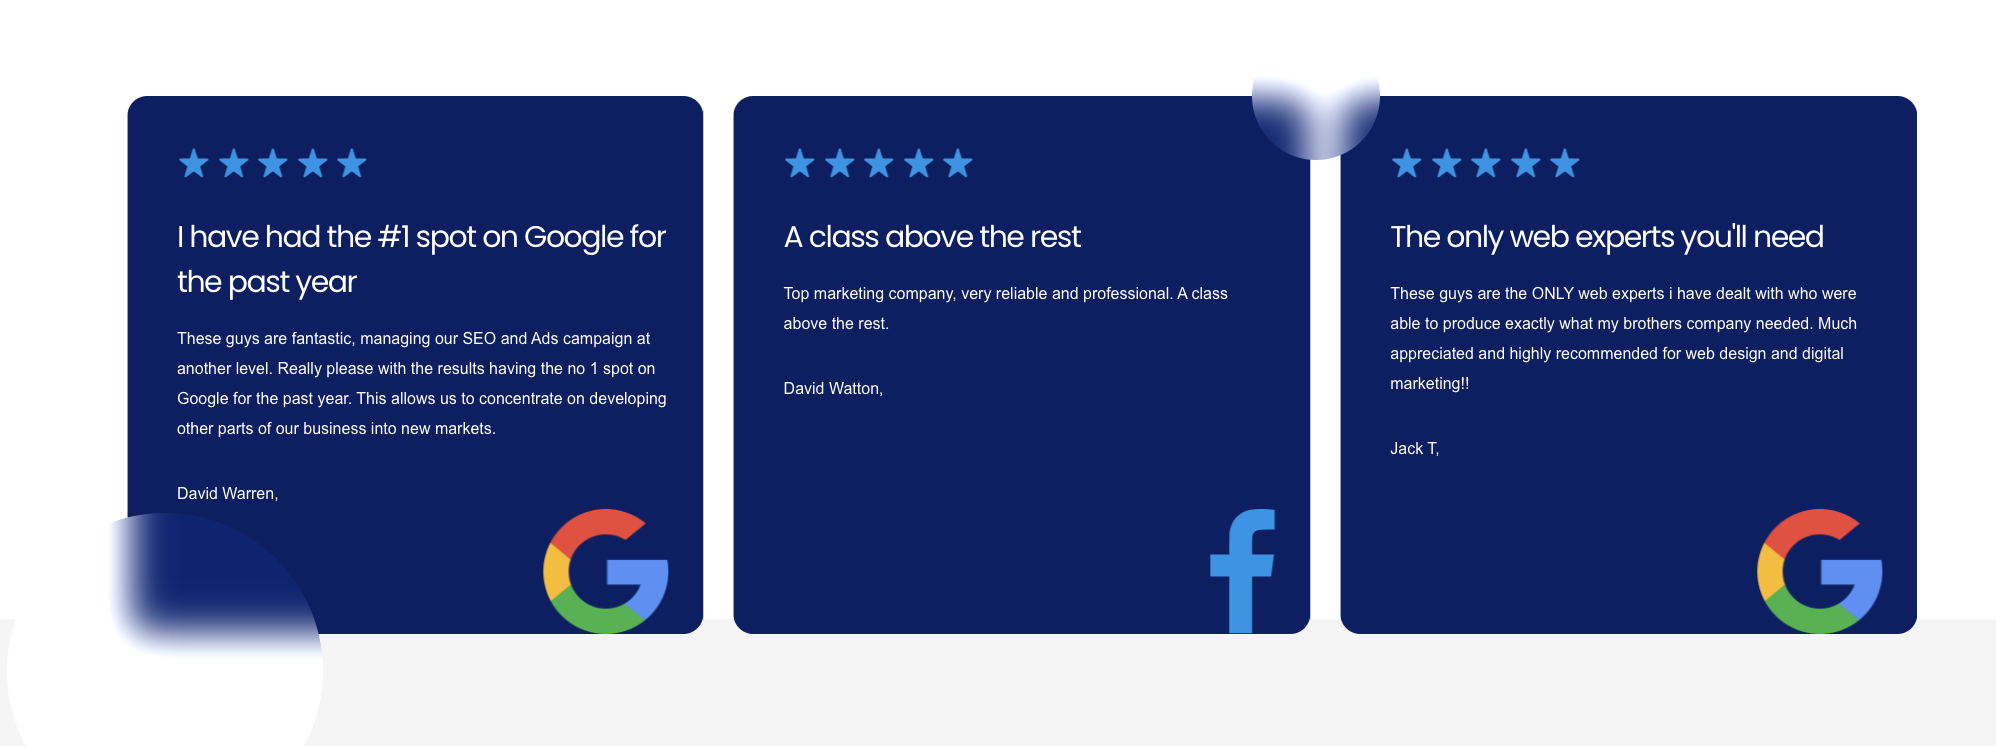 I have had the #1 spot on Google for
the past year
These guys are fantastic, managing our SEO and Ads campaign at
another level. Really please with the results having the no 1 spot on
Google for the past year. This allows us to concentrate on developing
other parts of our business into new markets.
David Warren,
A class above the rest
Top marketing company, very reliable and professional. A class
above the rest.
David Watton,
The only web experts you'll need
These guys are the ONLY web experts i have dealt with who were
able to produce exactly what my brothers company needed. Much
appreciated and highly recommended for web design and digital
marketing!!
Jack T,